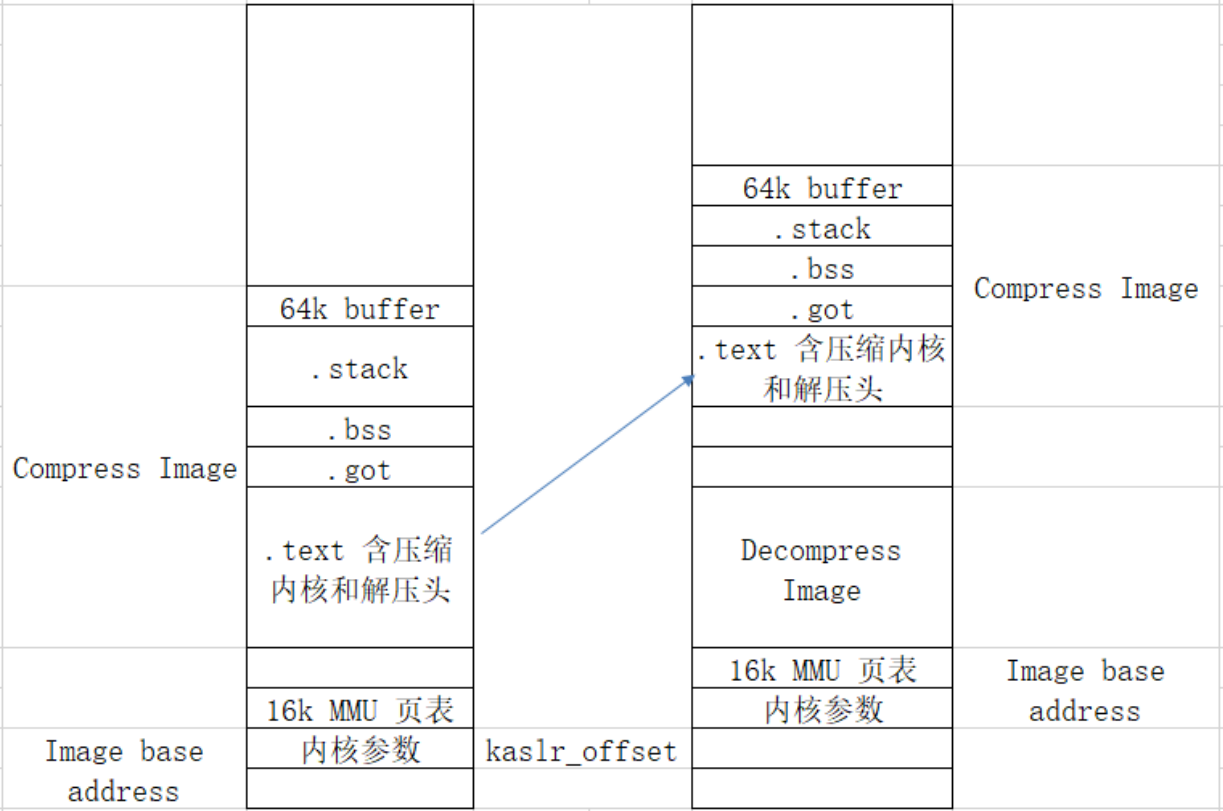 64k buffer
.stack
.bss
.got
Compress Image
.text 含压缩
内核和解压头
16k MMU 页表
内核参数
Image base
address
kaslr_offset
64k buffer
.stack
.bss
.got
.text 含压缩内核
和解压头
Compress Image
Decompress
Image
16k MMU 页表
内核参数
Image base
address